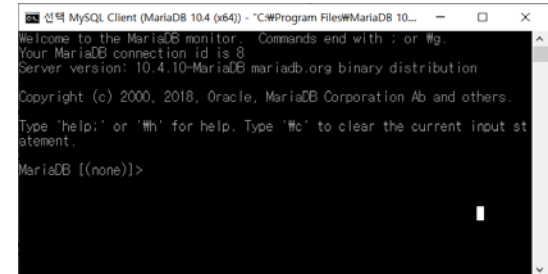 선택 MySQL Client (MariaDB 10.4 (x64)) - "C:₩Program Files₩MariaDB 10...
Welcome to the MariaDB monitor.  Commands end with ; or ₩g.
Your MariaDB connection id is 8
Server version: 10.4.10-MariaDB mariadb.org binary distribution
Copyright (c) 2000, 2018, Oracle, MariaDB Corporation Ab and others.
Type 'help;' or '₩h' for help. Type '₩c' to clear the current input st
atement.
MariaDB [(none)]>